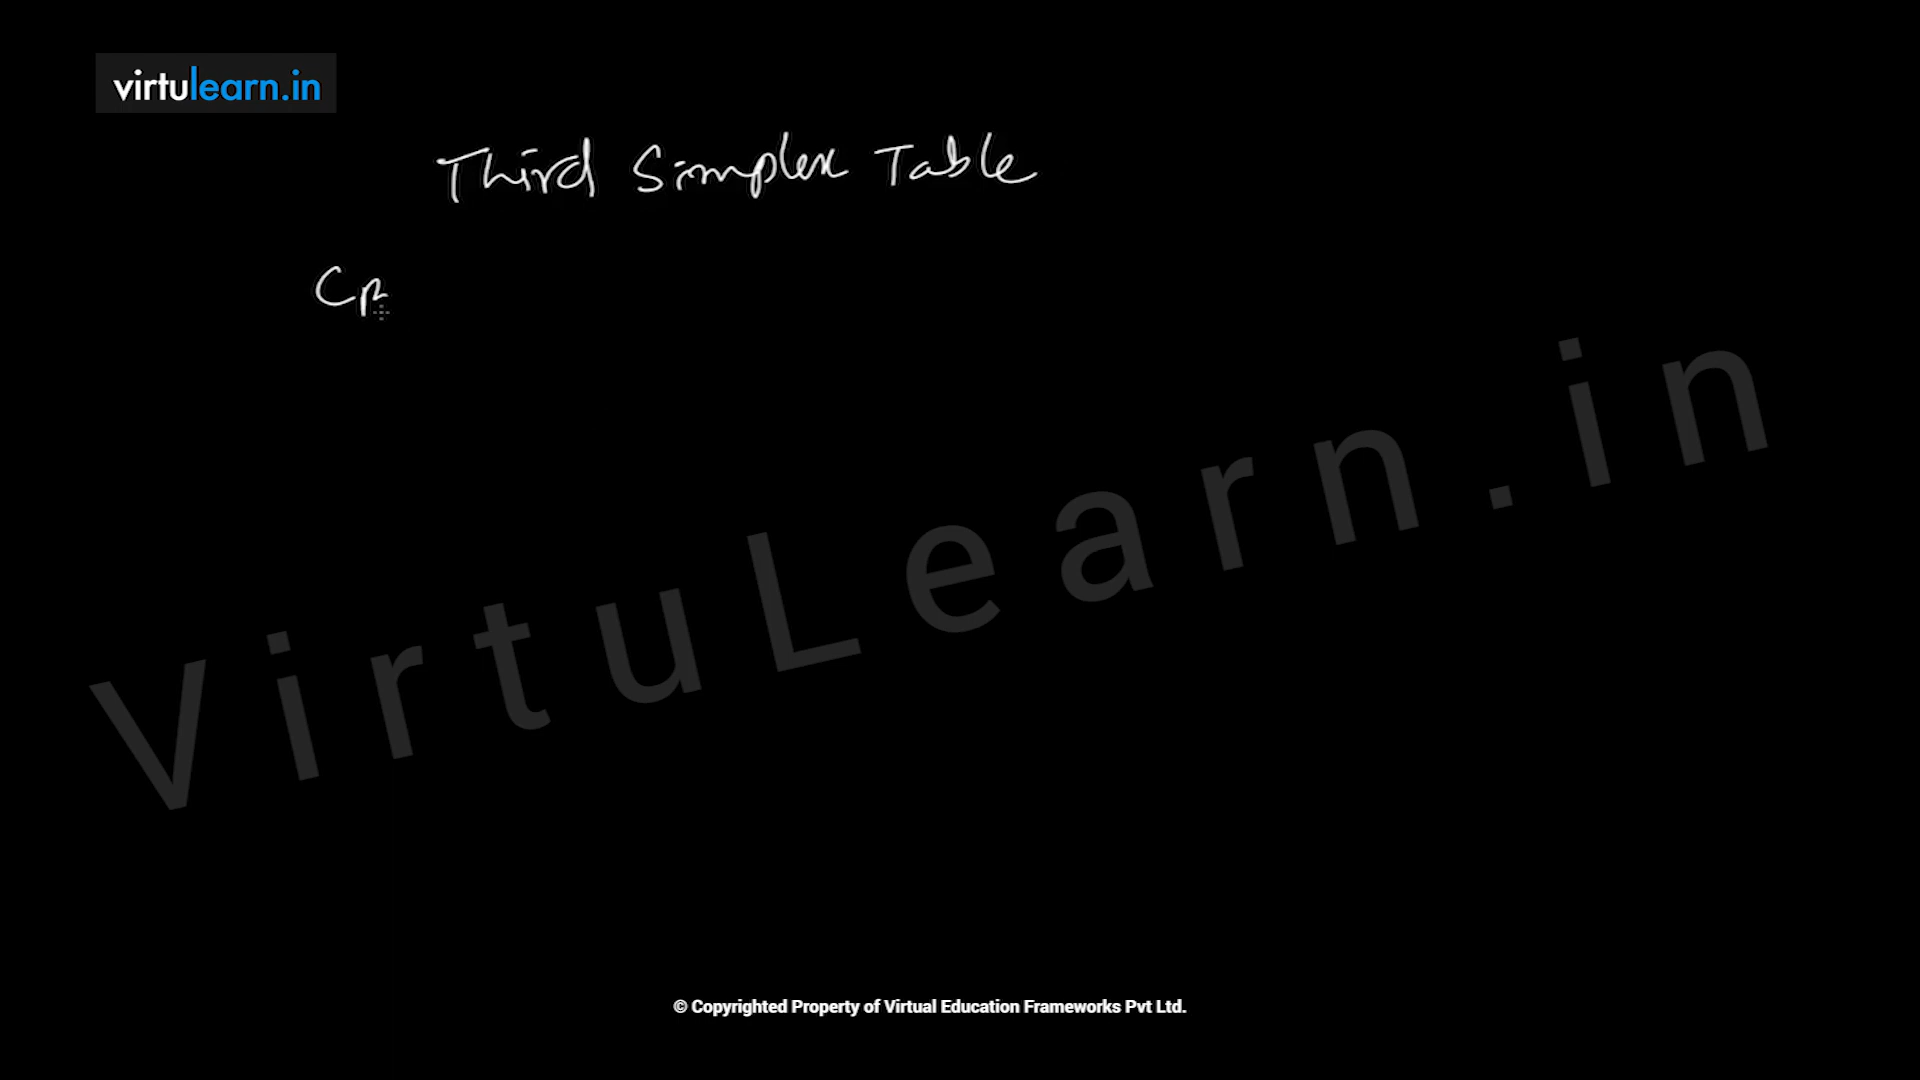 virtulearn.in
Third Simplex Table
VirtuLearn.in
© Copyrighted Property of Virtual Education Frameworks Pvt Ltd.